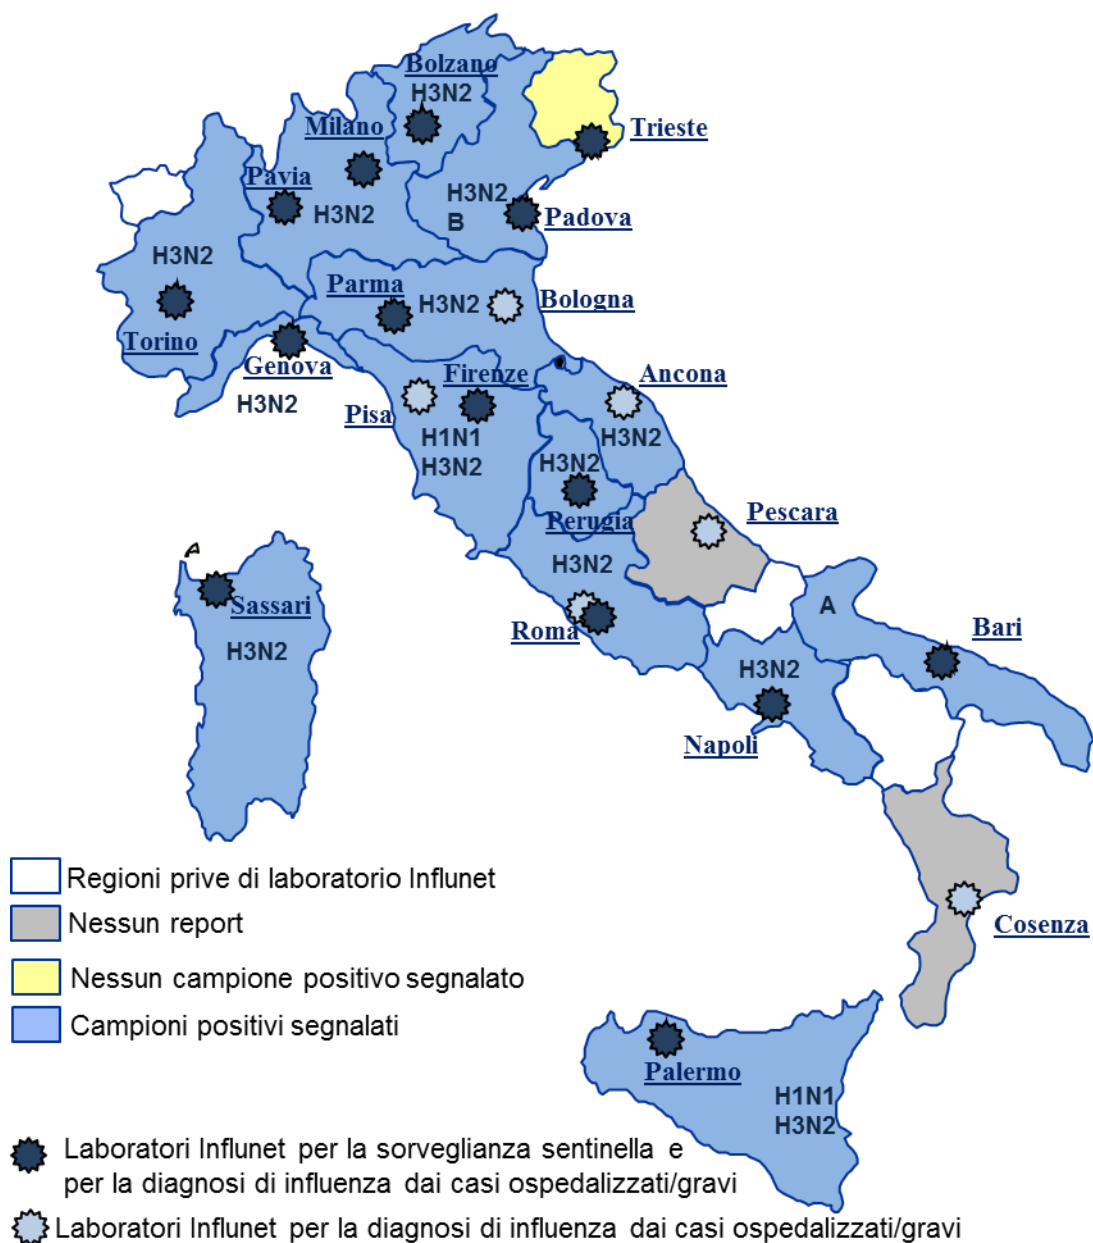 Bolzano
H3N2
Milano
Trieste
Pavia
H3N2
H3N2
B
Padova
H3N2
Parma
H3N2
Bologna
Torino
Genova
H3N2
Firenze
Pisa
H1N1
H3N2
Ancona
H3N2
H3N2
Perugia
Pescara
H3N2
Roma
A
Bari
H3N2
Napoli
Sassari
H3N2
Cosenza
Palermo
H1N1
H3N2
Regioni prive di laboratorio Influnet
Nessun report
Nessun campione positivo segnalato
Campioni positivi segnalati
Laboratori Influnet per la sorveglianza sentinella e
per la diagnosi di influenza dai casi ospedalizzati/gravi
Laboratori Influnet per la diagnosi di influenza dai casi ospedalizzati/gravi